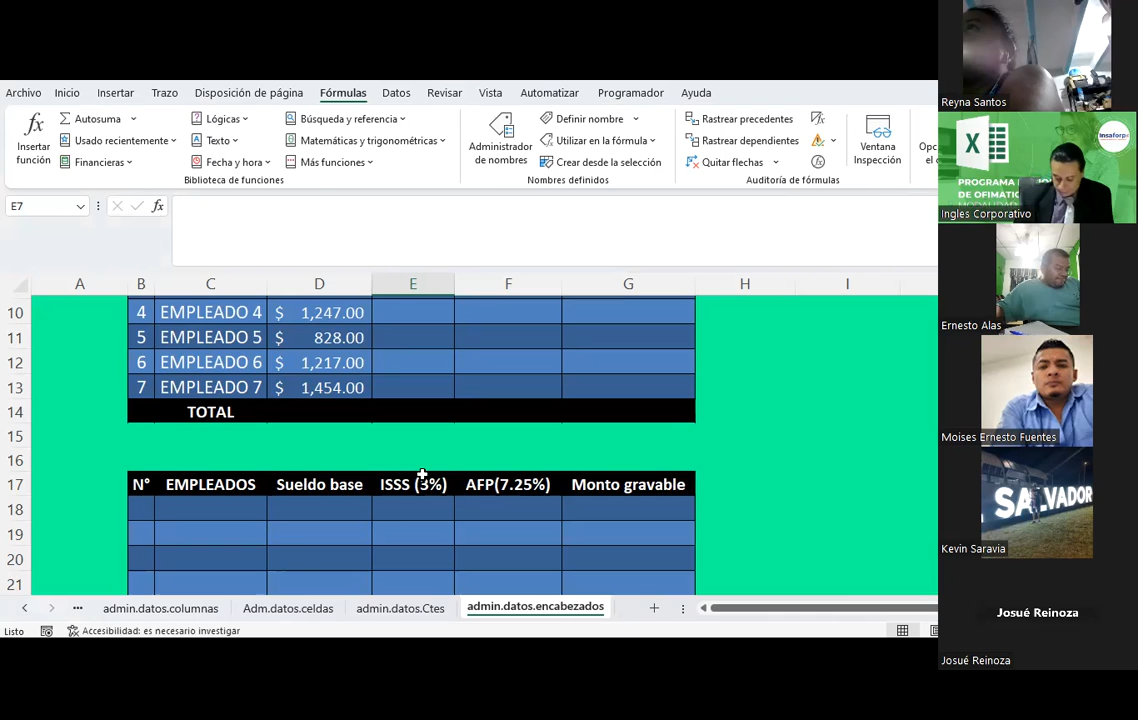 Archivo Inicio Insertar Trazo Disposición de página Fórmulas Datos Revisar Vista Automatizar Programador Ayuda
fx Insertar función
Autosuma
Usado recientemente
Financieras
Lógicas
Texto
Fecha y hora
Búsqueda y referencia
Matemáticas y trigonométricas
Más funciones
Biblioteca de funciones
Administrador de nombres
Definir nombre
Utilizar en la fórmula
Crear desde la selección
Nombres definidos
Rastrear precedentes
Rastrear dependientes
Quitar flechas
Auditoría de fórmulas
Ventana Inspección
E7 fx
A B C D E F G H I
10 4 EMPLEADO 4 $ 1,247.00
11 5 EMPLEADO 5 $ 828.00
12 6 EMPLEADO 6 $ 1,217.00
13 7 EMPLEADO 7 $ 1,454.00
14 TOTAL
15
16
17 N° EMPLEADOS Sueldo base ISSS (3%) AFP(7.25%) Monto gravable
18
19
20
21
... admin.datos.columnas Adm.datos.celdas admin.datos.Ctes admin.datos.encabezados
Listo Accesibilidad: es necesario investigar
Reyna Santos
X
insaforp
PROGRAMA
DE OFIMÁTI
Ingles Corporativo
Ernesto Alas
Moises Ernesto Fuentes
SALVADOR
Kevin Saravia
Josué Reinoza
Josué Reinoza